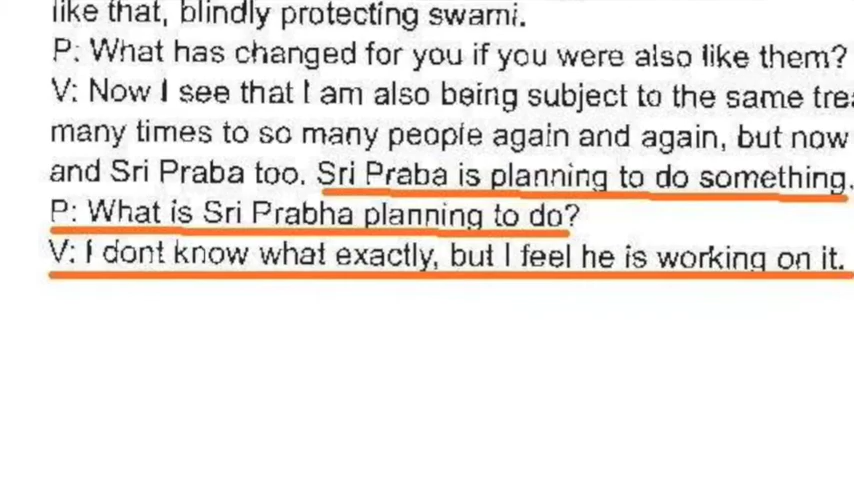 like that, blindly protecting swami.
P: What has changed for you if you were also like them?
V: Now I see that I am also being subject to the same
many times to so many people again and again, but now
and Sri Praba too. Sri Praba is planning to do something.
P: What is Sri Prabha planning to do?
V: I dont know what exactly, but I feel he is working on it.